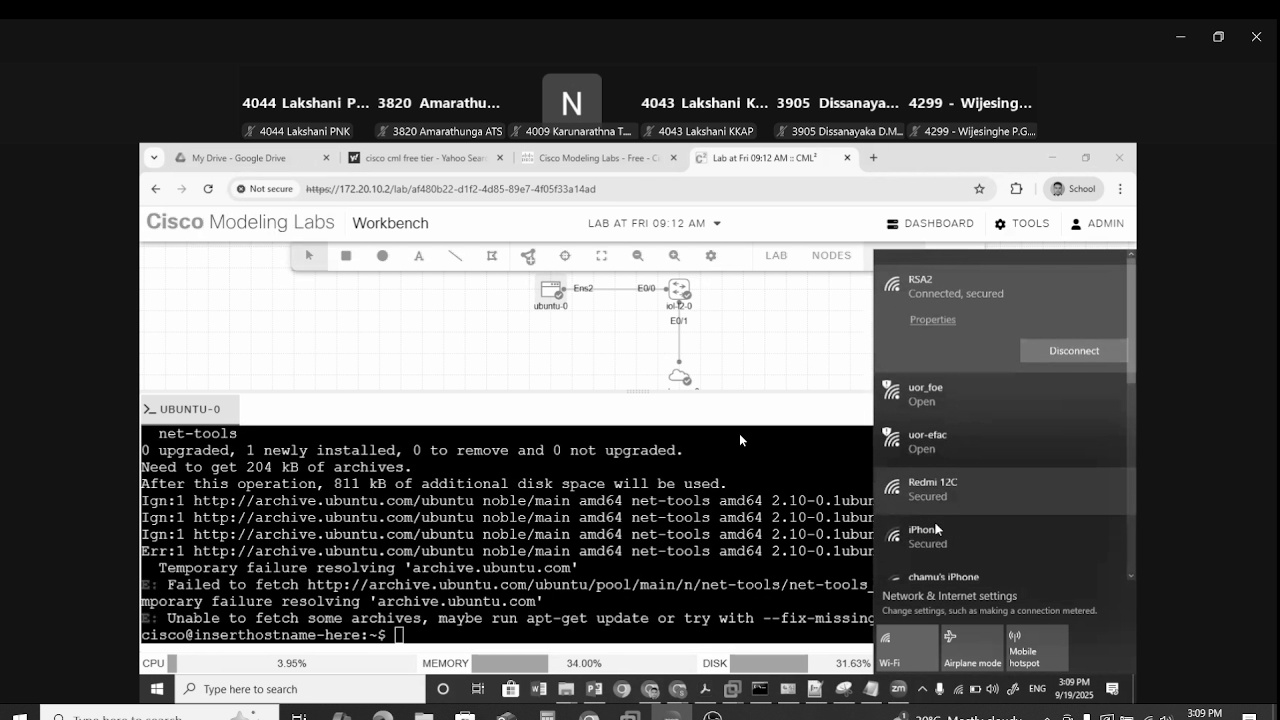 4044 Lakshani P... 3820 Amarathu... N 4043 Lakshani K... 3905 Dissanaya... 4299 - Wijesing...
4044 Lakshani PNK 3820 Amarathunga ATS 4009 Karunarathna T... 4043 Lakshani KKAP 3905 Dissanayaka D.M... 4299 - Wijesinghe P.G....
My Drive - Google Drive cisco cml free tier - Yahoo Sear Cisco Modeling Labs - Free - Ci Lab at Fri 09:12 AM :: CML²
Not secure https://172.20.10.2/lab/af480b22-d1f2-4d85-89e7-4f05f33a14ad School
Cisco Modeling Labs Workbench LAB AT FRI 09:12 AM DASHBOARD TOOLS ADMIN
A LAB NODES
ubuntu-0 Ens2 E0/0 iol-l2-0
E0/1
UBUNTU-0
net-tools
0 upgraded, 1 newly installed, 0 to remove and 0 not upgraded.
Need to get 204 kB of archives.
After this operation, 811 kB of additional disk space will be used.
Ign:1 http://archive.ubuntu.com/ubuntu noble/main amd64 net-tools amd64 2.10-0.1ubun
Ign:1 http://archive.ubuntu.com/ubuntu noble/main amd64 net-tools amd64 2.10-0.1ubun
Ign:1 http://archive.ubuntu.com/ubuntu noble/main amd64 net-tools amd64 2.10-0.1ubun
Err:1 http://archive.ubuntu.com/ubuntu noble/main amd64 net-tools amd64 2.10-0.1ubun
Temporary failure resolving 'archive.ubuntu.com'
E: Failed to fetch http://archive.ubuntu.com/ubuntu/pool/main/n/net-tools/net-tools_
mporary failure resolving 'archive.ubuntu.com'
E: Unable to fetch some archives, maybe run apt-get update or try with --fix-missing
cisco@inserthostname-here:~$
CPU 3.95% MEMORY 34.00% DISK 31.63%
RSA2
Connected, secured
Properties
Disconnect
uor_foe
Open
uor-efac
Open
Redmi 12C
Secured
iPhone
Secured
chamu's iPhone
Network & Internet settings
Change settings, such as making a connection metered.
Wi-Fi Airplane mode Mobile hotspot
Type here to search ENG 3:09 PM
9/19/2025
Type here to search 3:09 PM